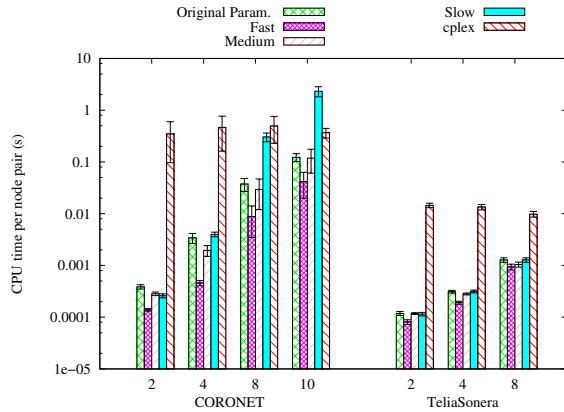 Original Param.
Fast
Medium
Slow
cplex
CPU time per node pair (s)
10
1
0.1
0.01
0.001
0.0001
1e-05
2 4 8 10 2 4 8
CORONET TeliaSonera